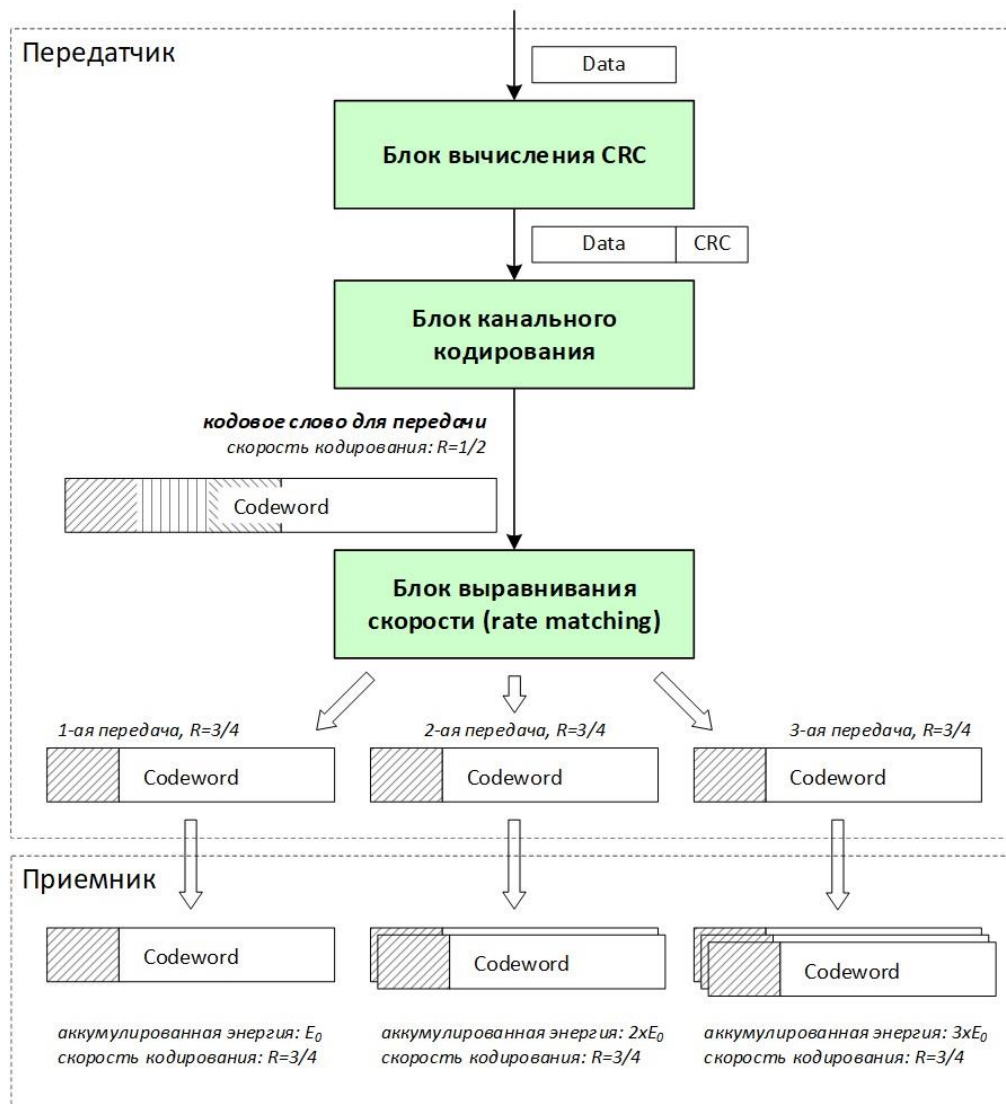 Передатчик
Data
Блок вычисления CRC
Data
CRC
Блок канального
кодирования
кодовое слово для передачи
скорость кодирования: R=1/2
Codeword
Блок выравнивания
скорости (rate matching)
1-ая передача, R=3/4
2-ая передача, R=3/4
3-ая передача, R=3/4
Codeword
Codeword
Codeword
Приемник
Codeword
Codeword
Codeword
аккумулированная энергия: E₀
скорость кодирования: R=3/4
аккумулированная энергия: 2xE₀
скорость кодирования: R=3/4
аккумулированная энергия: 3xE₀
скорость кодирования: R=3/4